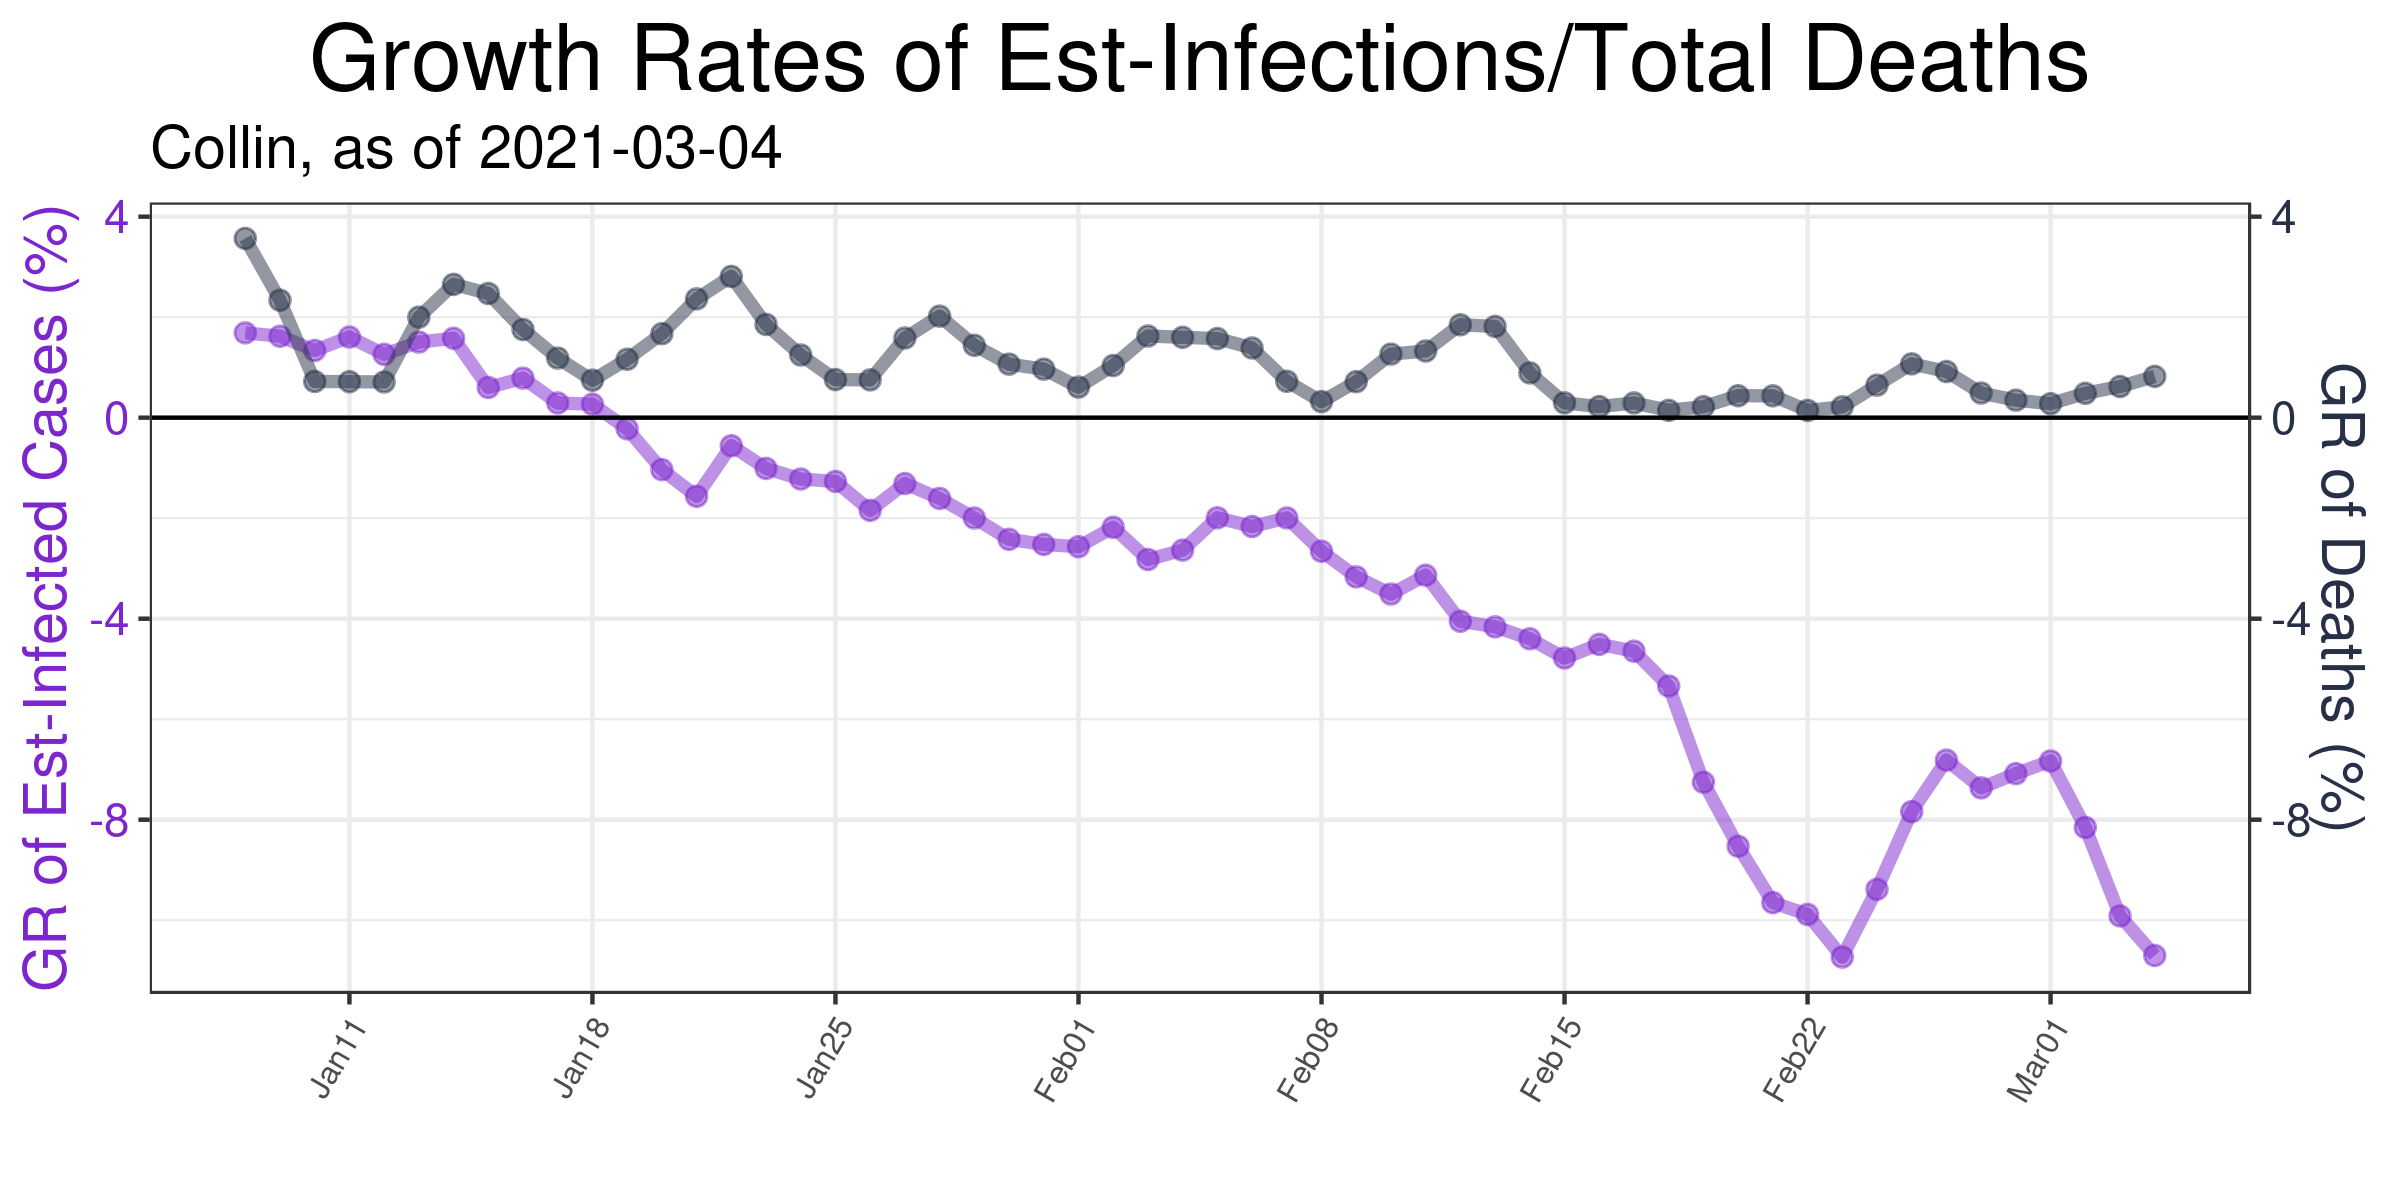 Growth Rates of Est-Infections/Total Deaths
Collin, as of 2021-03-04
GR of Est-Infected Cases (%)
4
0
-4
-8
4
0
-4
-8
GR of Deaths (%)
Jan11
Jan18
Jan25
Feb01
Feb08
Feb15
Feb22
Mar01